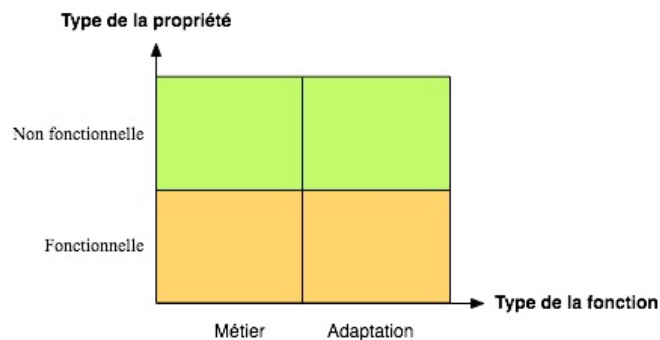 Type de la propriété
Non fonctionnelle
Fonctionnelle
Type de la fonction
Métier
Adaptation